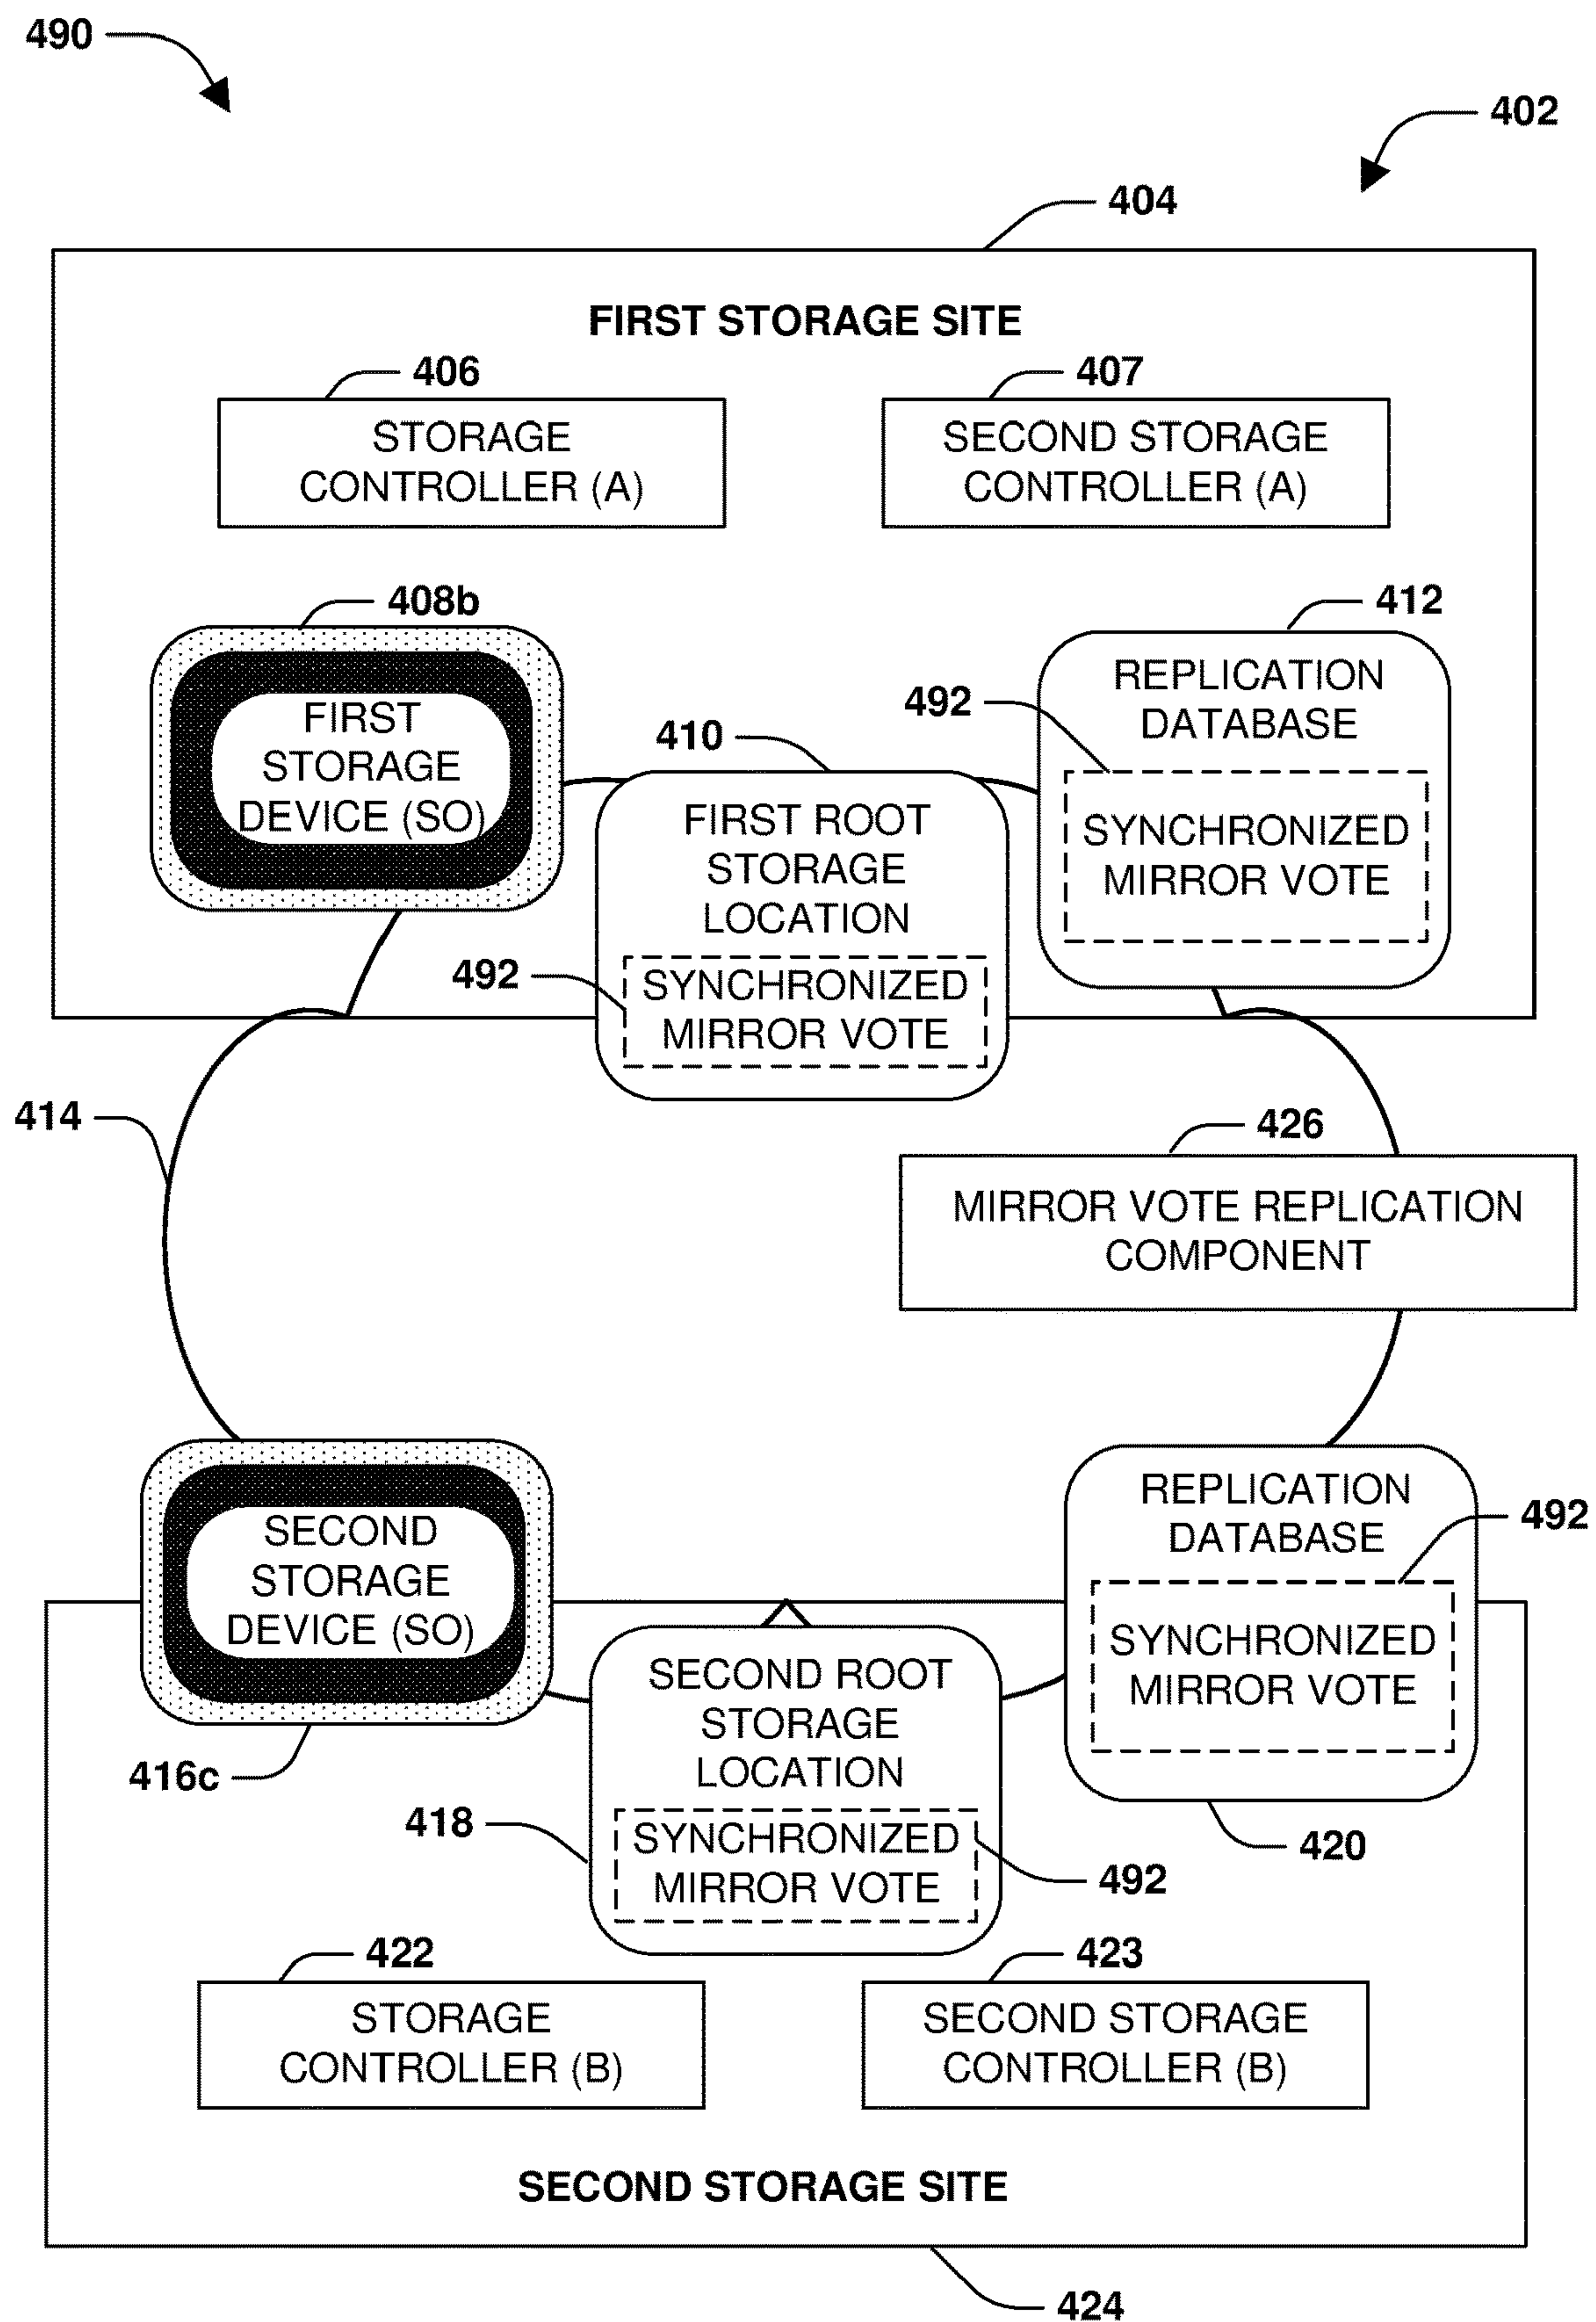 490
402
404
FIRST STORAGE SITE
406
407
STORAGE
CONTROLLER (A)
SECOND STORAGE
CONTROLLER (A)
408b
412
FIRST
STORAGE
DEVICE (SO)
REPLICATION
DATABASE
492
SYNCHRONIZED
MIRROR VOTE
410
FIRST ROOT
STORAGE
LOCATION
492
SYNCHRONIZED
MIRROR VOTE
414
426
MIRROR VOTE REPLICATION
COMPONENT
SECOND
STORAGE
DEVICE (SO)
416c
REPLICATION
DATABASE
492
SYNCHRONIZED
MIRROR VOTE
420
SECOND ROOT
STORAGE
LOCATION
418
SYNCHRONIZED
MIRROR VOTE
492
422
423
STORAGE
CONTROLLER (B)
SECOND STORAGE
CONTROLLER (B)
SECOND STORAGE SITE
424